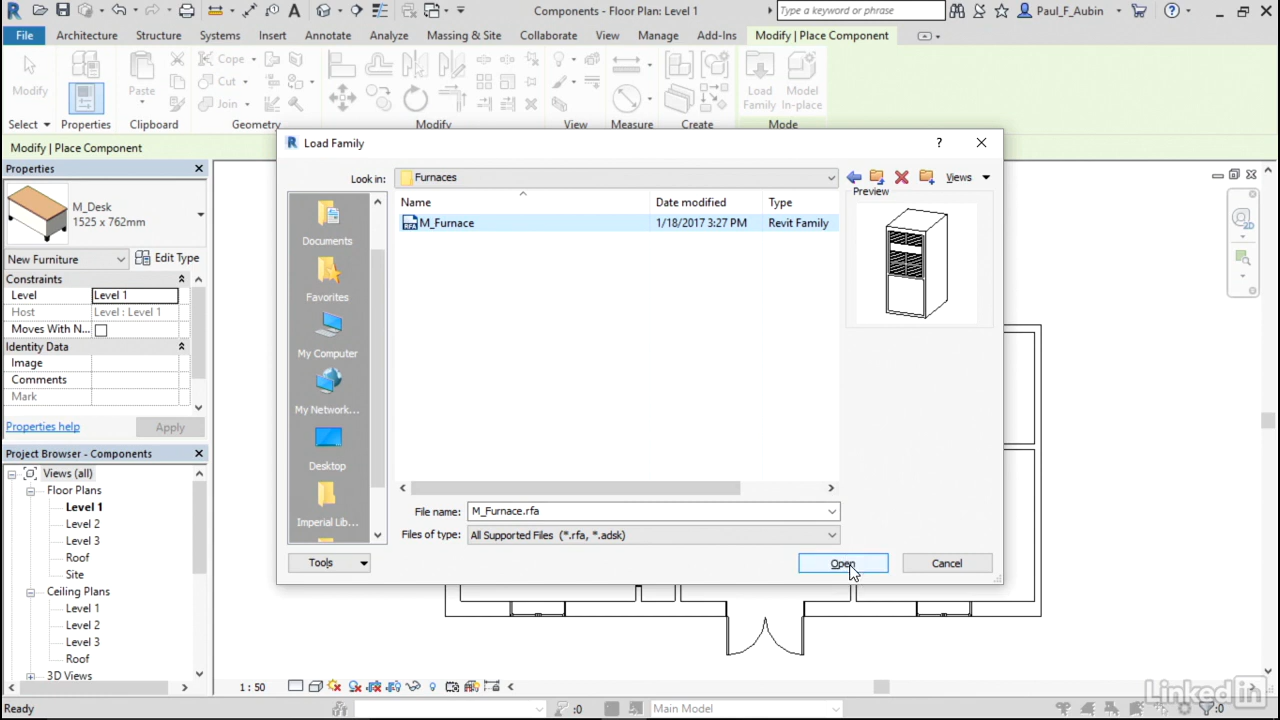 Components - Floor Plan: Level 1
Type a keyword or phrase
Paul_F_Aubin
File Architecture Structure Systems Insert Annotate Analyze Massing & Site Collaborate View Manage Add-Ins Modify | Place Component
Modify
Paste
Cope
Cut
Join
Load Family
Model In-place
Select Properties Clipboard Geometry Modify View Measure Create Mode
Modify | Place Component
Properties
M_Desk
1525 x 762mm
New Furniture
Edit Type
Constraints
Level Level 1
Host Level : Level 1
Moves With N...
Identity Data
Image
Comments
Mark
Properties help
Apply
Project Browser - Components
Views (all)
Floor Plans
Level 1
Level 2
Level 3
Roof
Site
Ceiling Plans
Level 1
Level 2
Level 3
Roof
3D Views
Load Family
Look in: Furnaces
Views
Preview
Name Date modified Type
M_Furnace 1/18/2017 3:27 PM Revit Family
Documents
Favorites
My Computer
My Network...
Desktop
Imperial Lib...
File name: M_Furnace.rfa
Files of type: All Supported Files (*.rfa, *.adsk)
Tools
Open
Cancel
2D
1 : 50
Ready
:0
Main Model
:0
LinkedIn